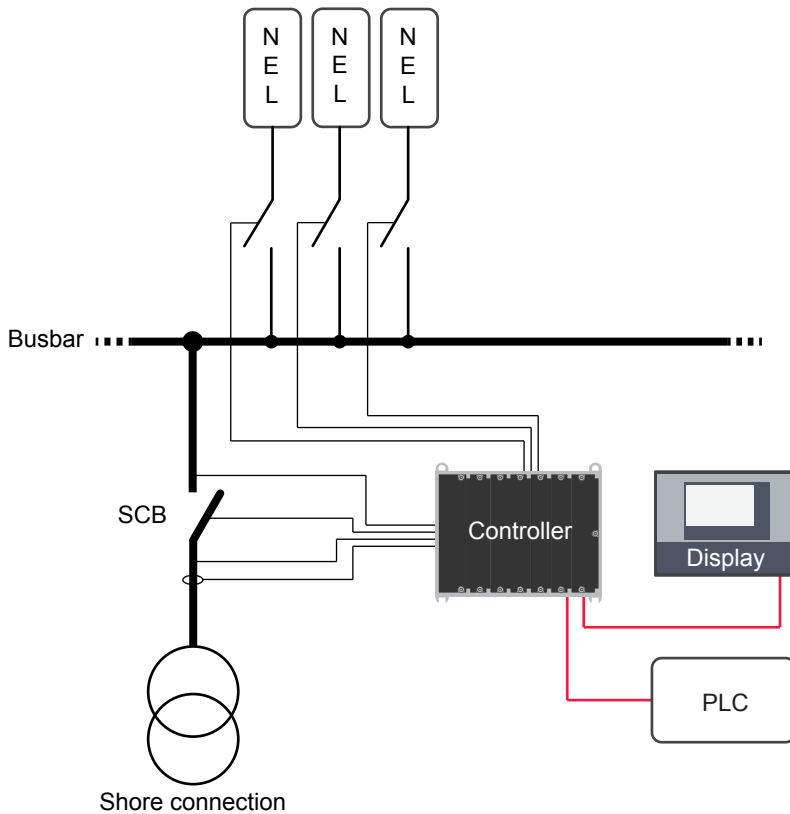 N
E
L
N
E
L
N
E
L
Busbar
SCB
Controller
Display
PLC
Shore connection